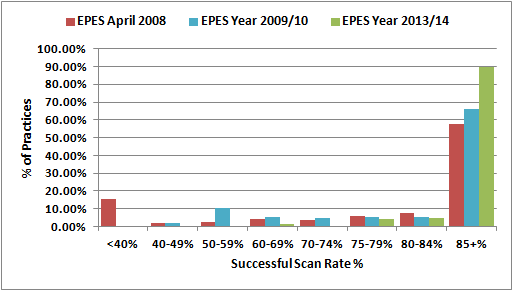 EPES April 2008 EPES Year 2009/10 EPES Year 2013/14
100.00%
90.00%
80.00%
70.00%
60.00%
50.00%
40.00%
30.00%
20.00%
10.00%
0.00%
% of Practices
<40% 40-49% 50-59% 60-69% 70-74% 75-79% 80-84% 85+%
Successful Scan Rate %